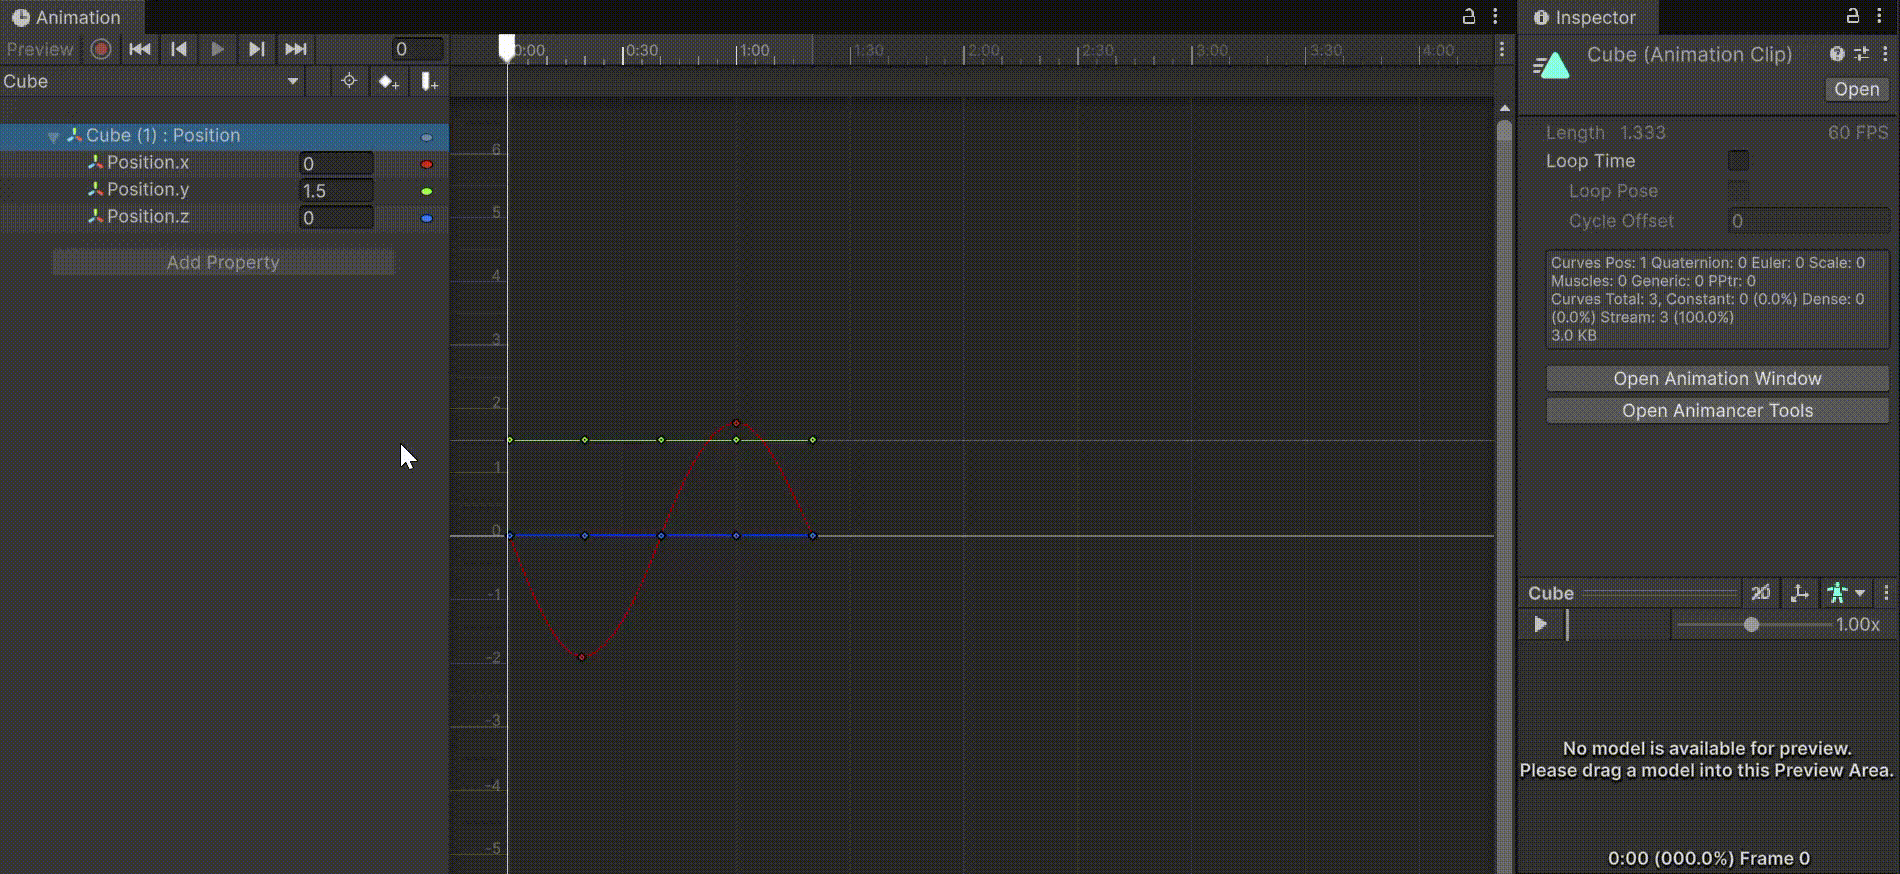 Animation
Inspector
Preview
0
0:00
0:30
1:00
1:30
2:00
2:30
3:00
3:30
4:00
Cube
Cube (1) : Position
Position.x
0
Position.y
1.5
Position.z
0
Add Property
6
5
4
3
2
1
0
-1
-2
-3
-4
-5
Cube (Animation Clip)
Open
Length 1.333
60 FPS
Loop Time
Loop Pose
Cycle Offset
0
Curves Pos: 1 Quaternion: 0 Euler: 0 Scale: 0
Muscles: 0 Generic: 0 PPtr: 0
Curves Total: 3, Constant: 0 (0.0%) Dense: 0
(0.0%) Stream: 3 (100.0%)
3.0 KB
Open Animation Window
Open Animancer Tools
Cube
2D
1.00x
No model is available for preview.
Please drag a model into this Preview Area.
0:00 (000.0%) Frame 0